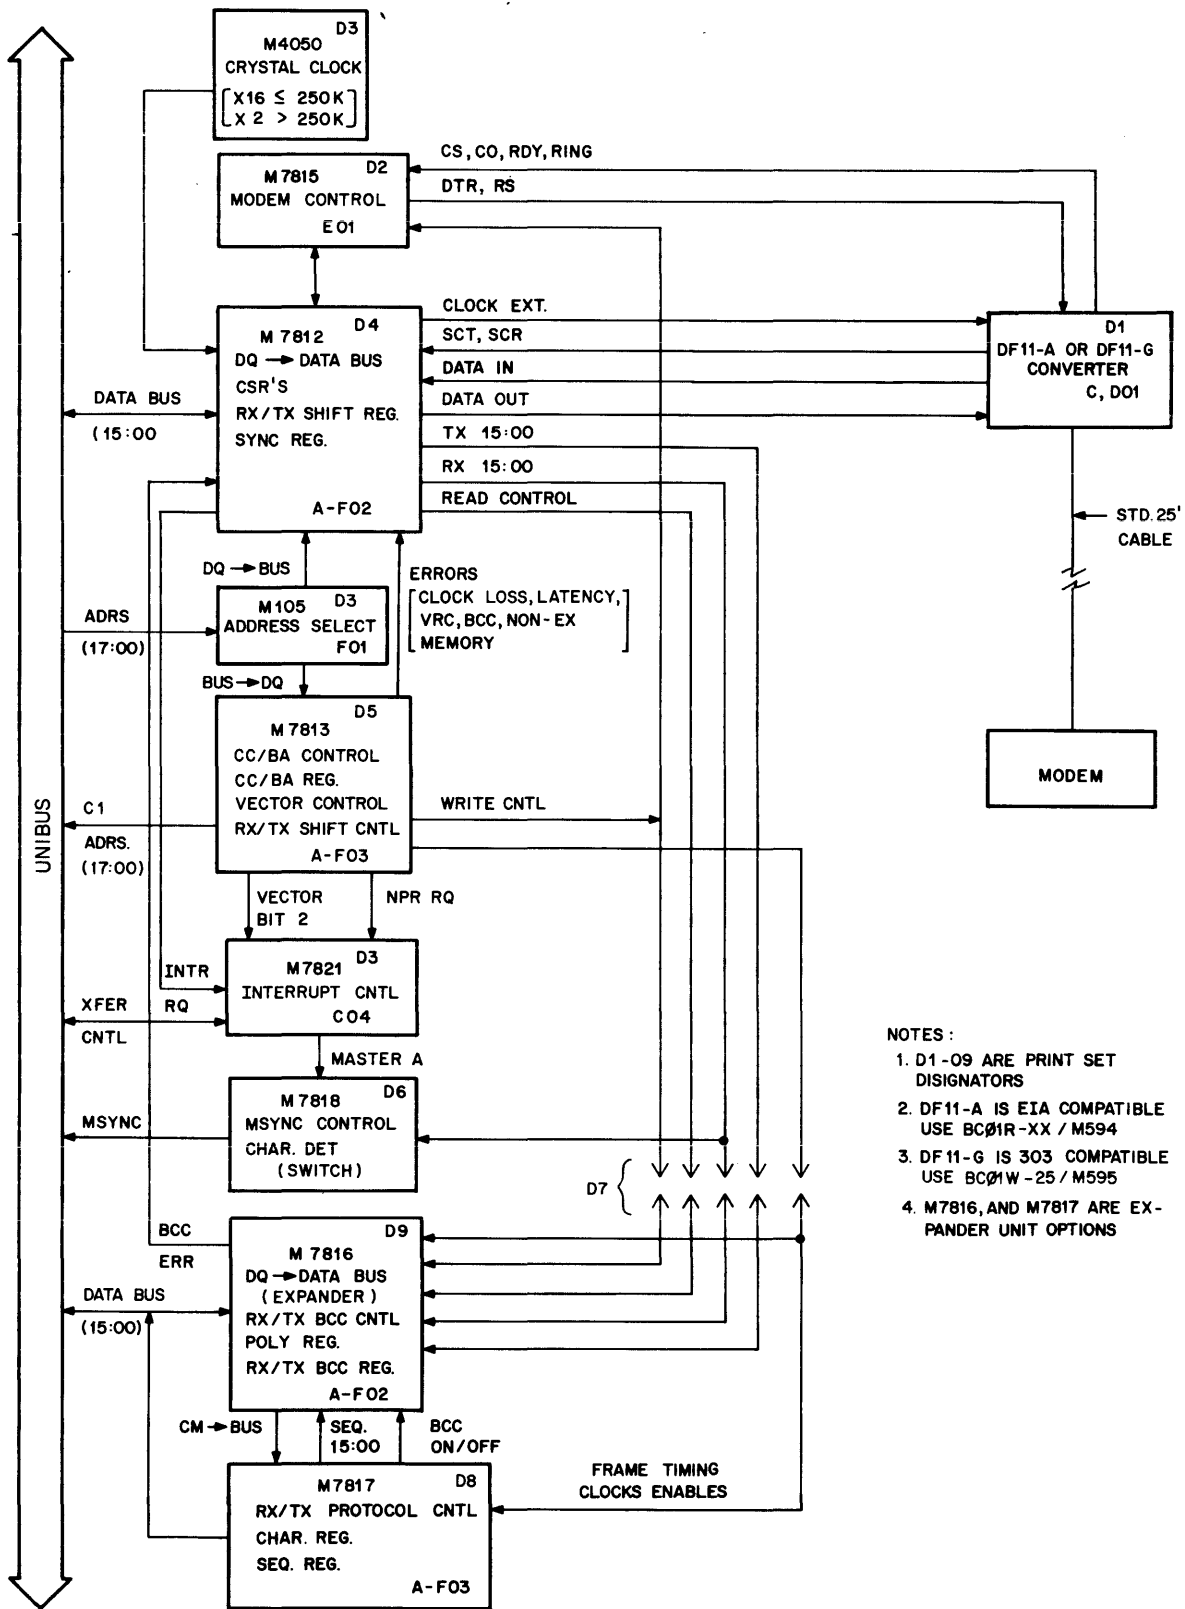 D3
M4050
CRYSTAL CLOCK
[X16 ≤ 250K]
[X 2 > 250K]
D2
M 7815
MODEM CONTROL
E01
CS, CO, RDY, RING
DTR, RS
D4
M 7812
DQ → DATA BUS
CSR'S
RX/TX SHIFT REG.
SYNC REG.
A-F02
CLOCK EXT.
SCT, SCR
DATA IN
DATA OUT
TX 15:00
RX 15:00
READ CONTROL
D1
DF11-A OR DF11-G
CONVERTER
C, D01
STD. 25'
CABLE
MODEM
DATA BUS
(15:00
DQ → BUS
ERRORS
[CLOCK LOSS, LATENCY,
VRC, BCC, NON-EX
MEMORY]
D3
M105
ADDRESS SELECT
F01
ADRS
(17:00)
BUS → DQ
D5
M 7813
CC/BA CONTROL
CC/BA REG.
VECTOR CONTROL
RX/TX SHIFT CNTL
A-F03
WRITE CNTL
UNIBUS
C1
ADRS.
(17:00)
VECTOR
BIT 2
NPR RQ
D3
M7821
INTERRUPT CNTL
C04
INTR
RQ
XFER
CNTL
MASTER A
D6
M 7818
MSYNC CONTROL
CHAR. DET
(SWITCH)
MSYNC
D7
BCC
ERR
D9
M 7816
DQ → DATA BUS
(EXPANDER)
RX/TX BCC CNTL
POLY REG.
RX/TX BCC REG.
A-F02
DATA BUS
(15:00)
CM → BUS
SEQ.
15:00
BCC
ON/OFF
M7817
D8
RX/TX PROTOCOL CNTL
CHAR. REG.
SEQ. REG.
A-F03
FRAME TIMING
CLOCKS ENABLES
NOTES :
1. D1-09 ARE PRINT SET
DISIGNATORS
2. DF11-A IS EIA COMPATIBLE
USE BCØ1R-XX / M594
3. DF11-G IS 303 COMPATIBLE
USE BCØ1W-25 / M595
4. M7816, AND M7817 ARE EX-
PANDER UNIT OPTIONS